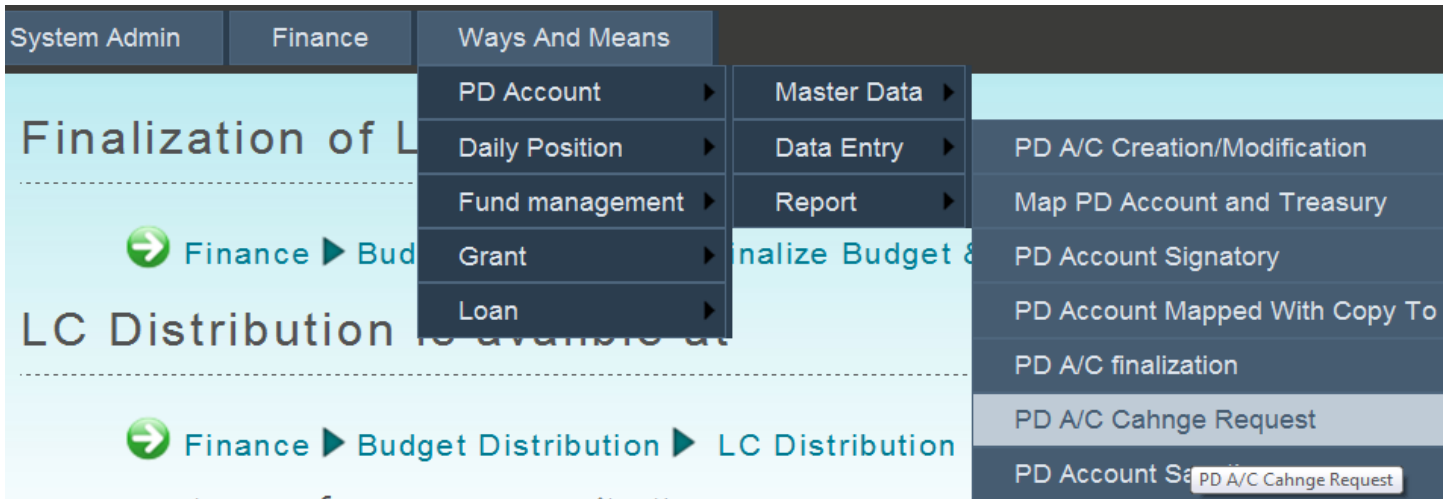 System Admin Finance Ways And Means
PD Account Master Data
Finalization of L Daily Position Data Entry PD A/C Creation/Modification
Fund management Report Map PD Account and Treasury
Finance Bud Grant inalize Budget & PD Account Signatory
Loan PD Account Mapped With Copy To
LC Distribution is avalible at
PD A/C finalization
PD A/C Cahnge Request
Finance Budget Distribution LC Distribution
PD Account Sa PD A/C Cahnge Request